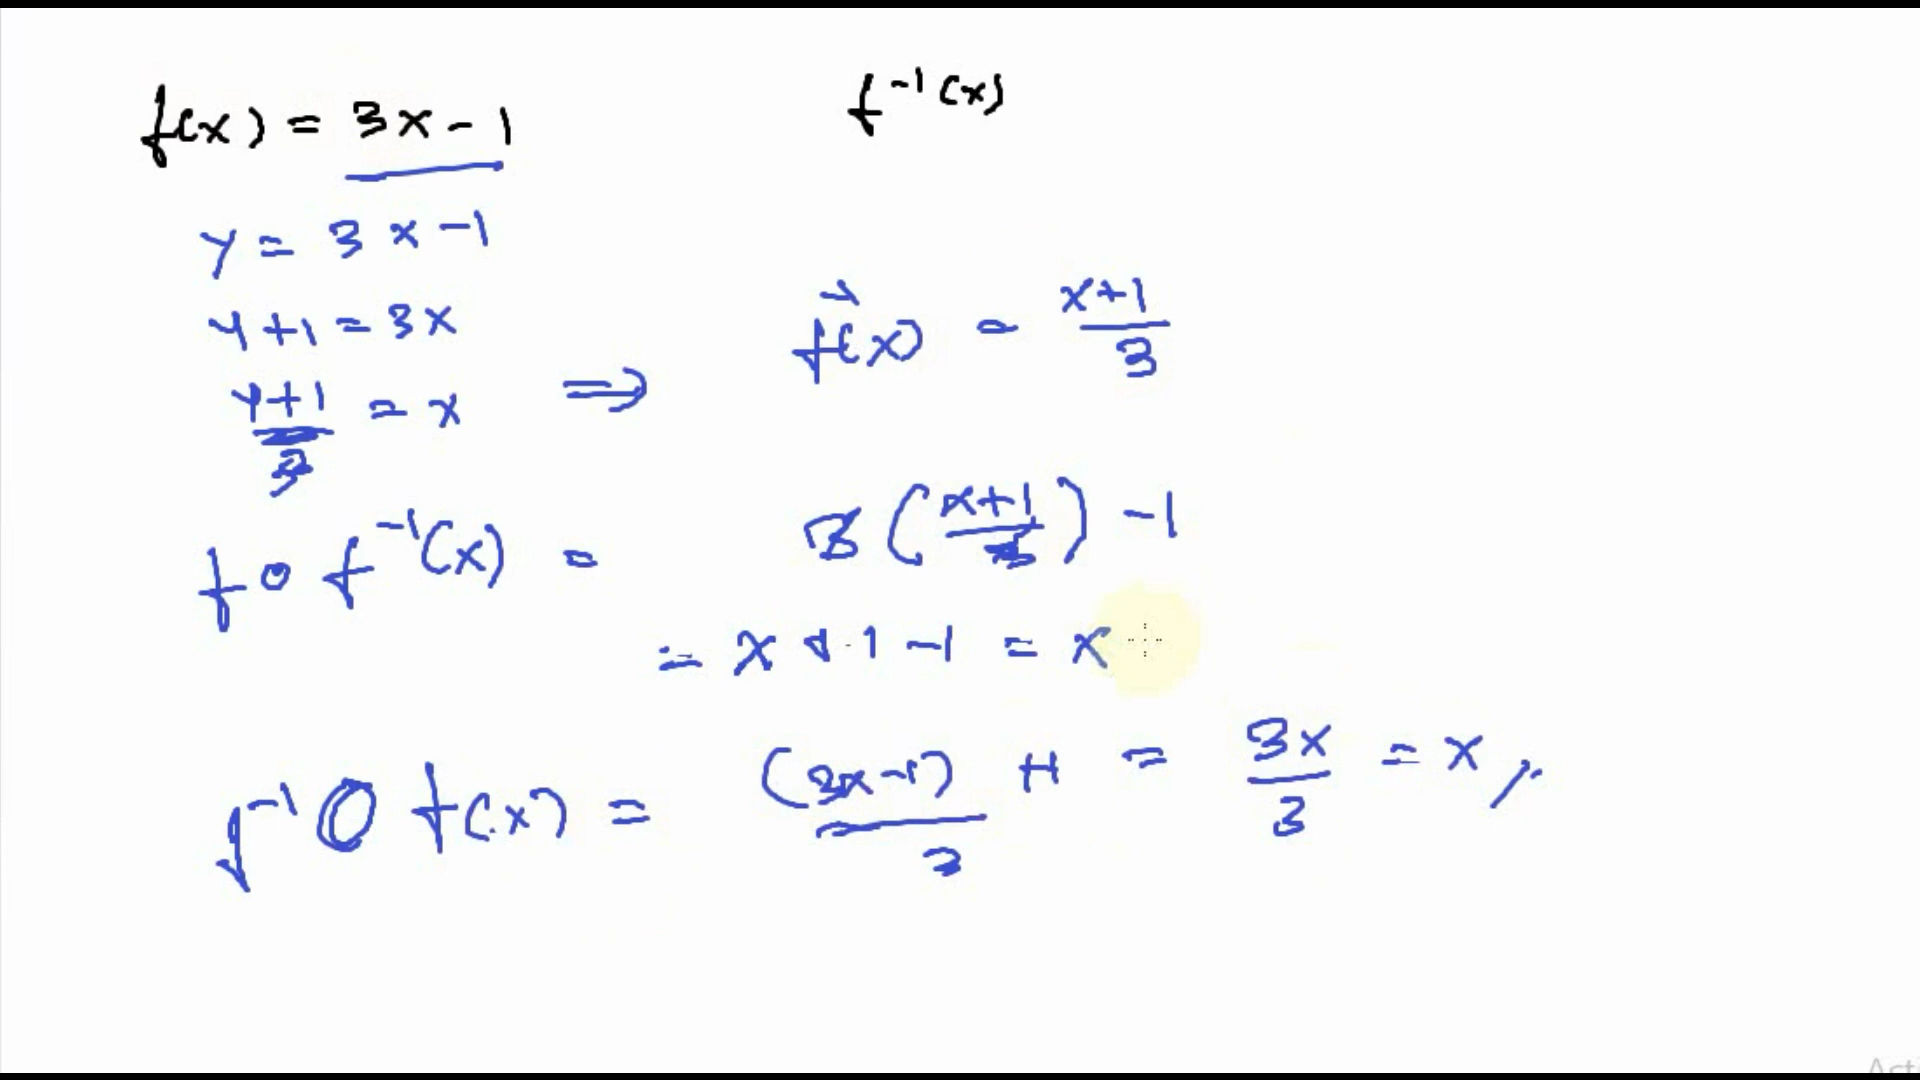 f(x) = 3x - 1
f⁻¹(x)
y = 3x - 1
y + 1 = 3x
(y+1)/3 = x ⇒ f⁻¹(x) = (x+1)/3
f o f⁻¹(x) = 3((x+1)/3) - 1
= x + 1 - 1 = x
f⁻¹ O f(x) = ((3x-1) +1)/3 = 3x/3 = x //